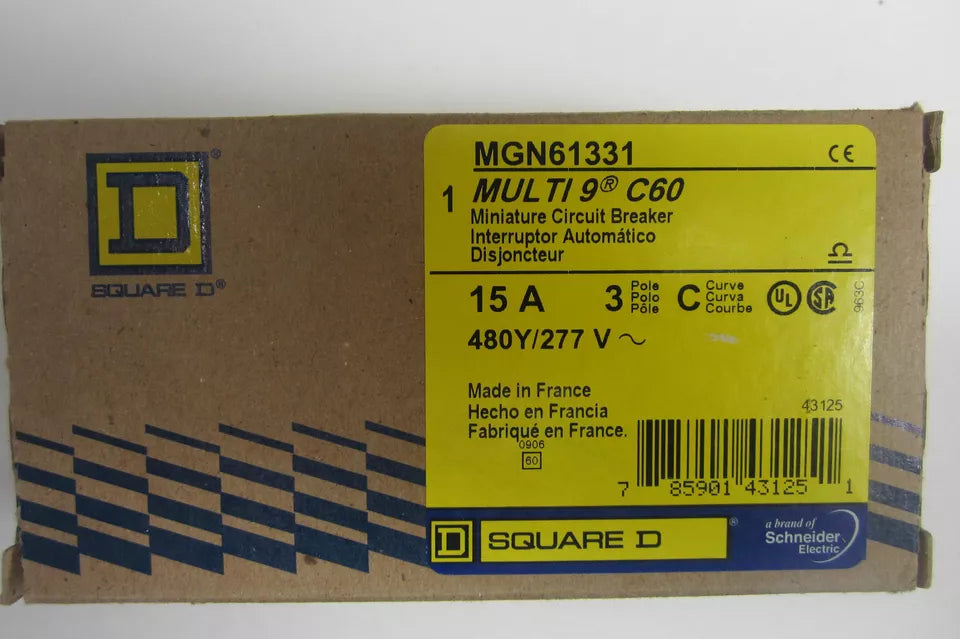 D®
SQUARE D®
MGN61331
CE
1 MULTI 9® C60
Miniature Circuit Breaker
Interruptor Automático
Disjoncteur
Ω
15 A 3 Pole Polo Pôle C Curve Curva Courbe UL SA
963C
480Y/277 V ~
Made in France
Hecho en Francia
Fabriqué en France.
0906
60
43125
7 85901 43125 1
D SQUARE D®
a brand of
Schneider
Electric